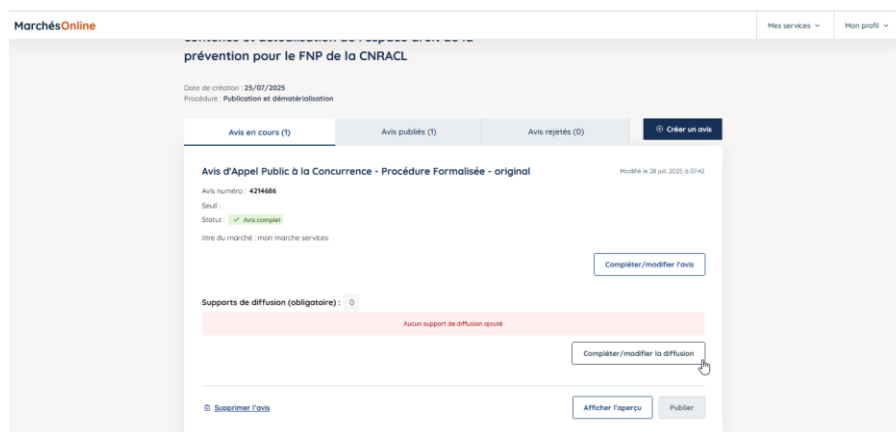 MarchésOnline
Mes services
Mon profil
prévention pour le FNP de la CNRACL
Date de création : 25/07/2025
Procédure : Publication et dématérialisation
Avis en cours (1)
Avis publiés (1)
Avis rejetés (0)
Créer un avis
Avis d'Appel Public à la Concurrence - Procédure Formalisée - original
Modifié le 28 juil. 2025 à 07:42
Avis numéro : 4214686
Seuil :
Statut : Avis complet
titre du marché : mon marche services
Compléter/modifier l'avis
Supports de diffusion (obligatoire) : 0
Aucun support de diffusion ajouté
Compléter/modifier la diffusion
Supprimer l'avis
Afficher l'aperçu
Publier